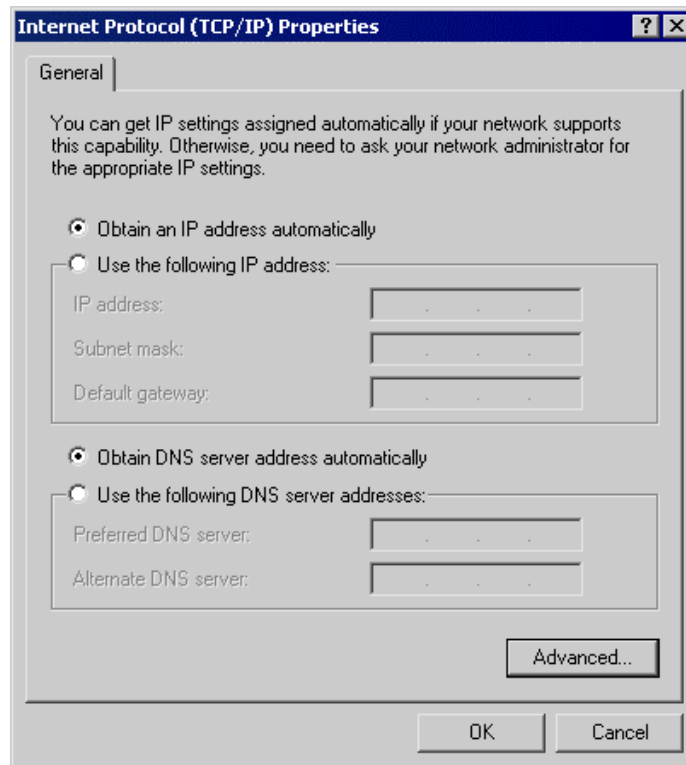 Internet Protocol (TCP/IP) Properties
General
You can get IP settings assigned automatically if your network supports
this capability. Otherwise, you need to ask your network administrator for
the appropriate IP settings.
Obtain an IP address automatically
Use the following IP address:
IP address:
Subnet mask:
Default gateway:
Obtain DNS server address automatically
Use the following DNS server addresses:
Preferred DNS server:
Alternate DNS server:
Advanced...
OK
Cancel